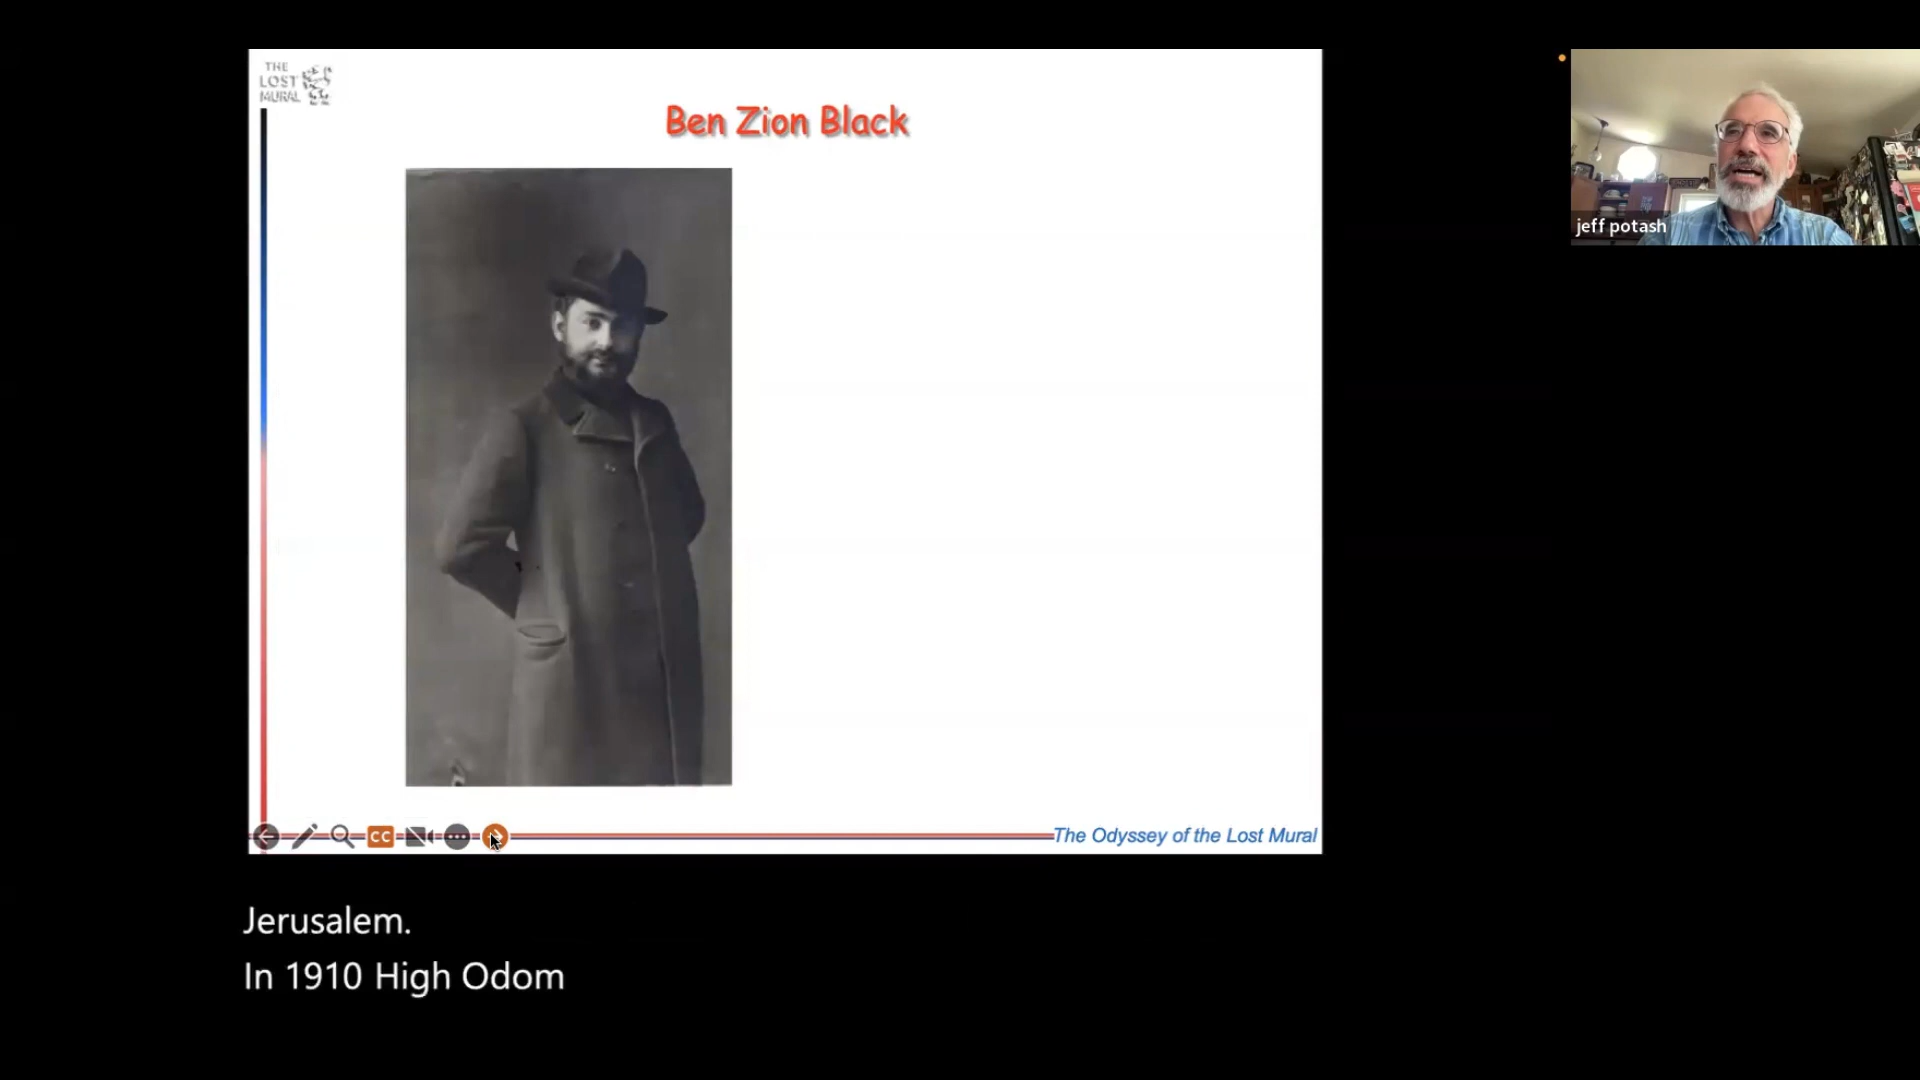 THE
LOST
MURAL
Ben Zion Black
jeff potash
CC
The Odyssey of the Lost Mural
Jerusalem.
In 1910 High Odom